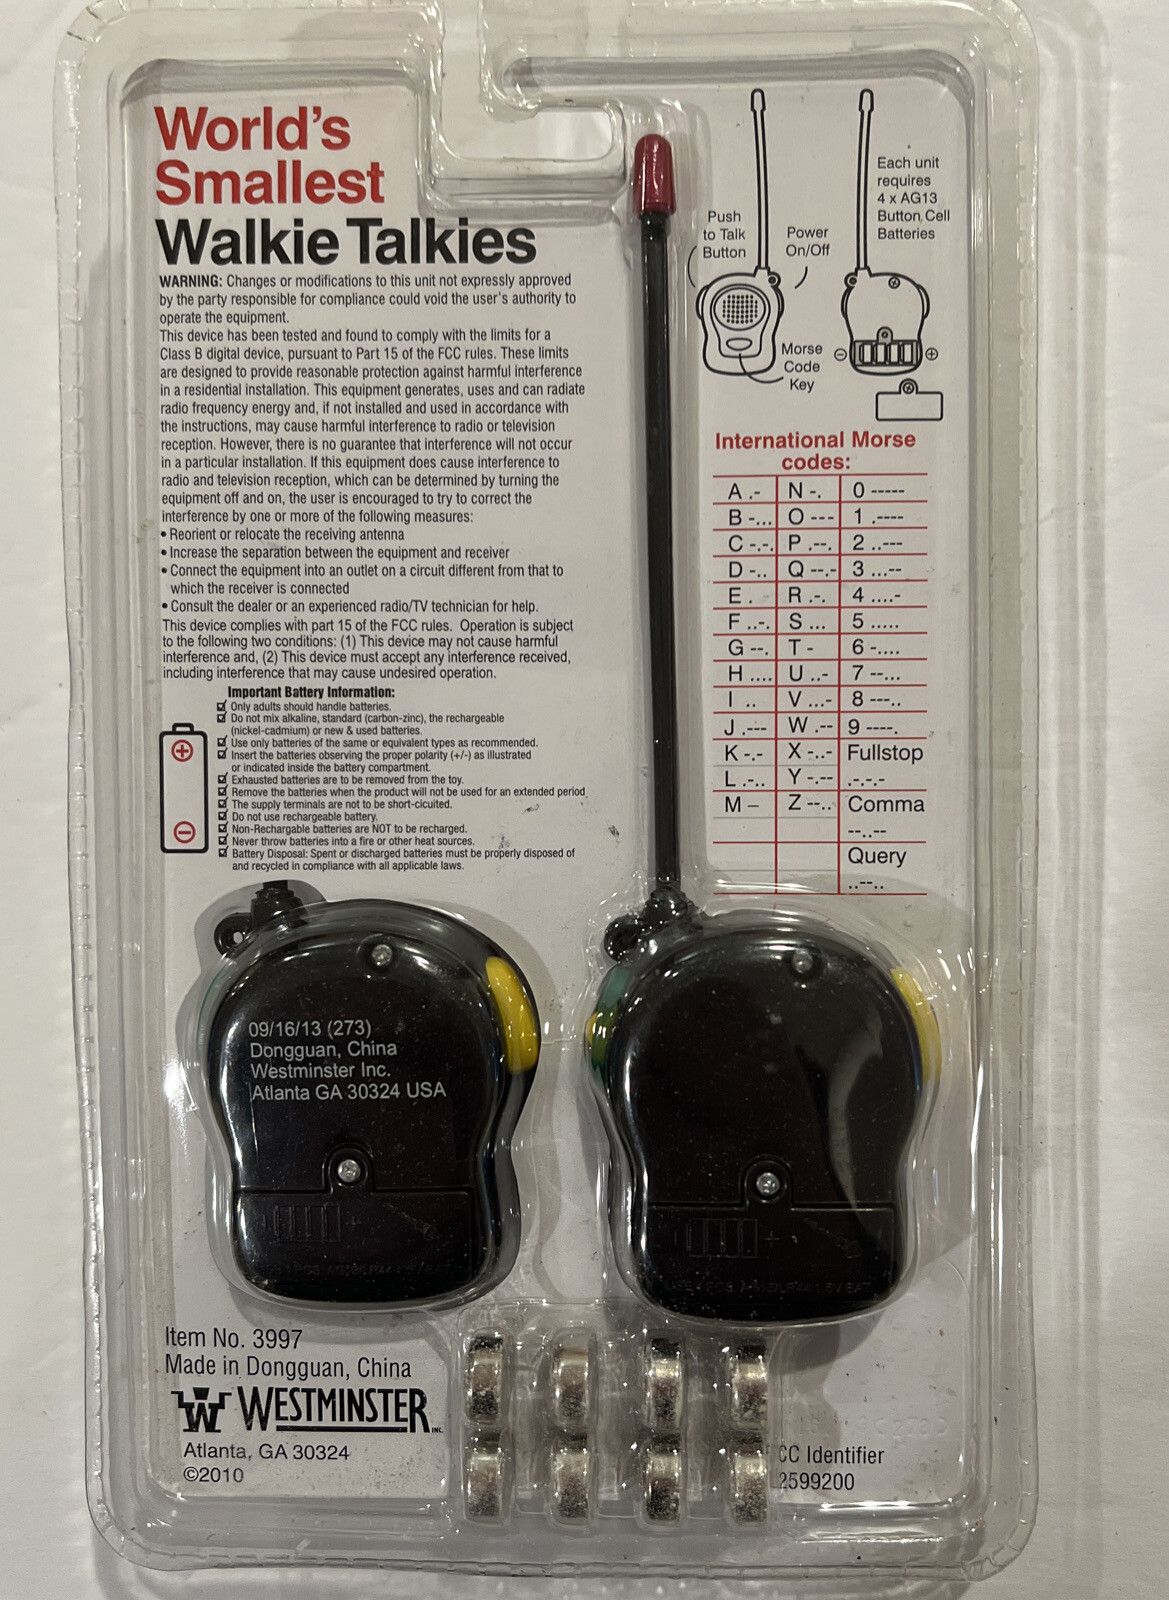 World's
Smallest
Walkie Talkies
WARNING: Changes or modifications to this unit not expressly approved
by the party responsible for compliance could void the user's authority to
operate the equipment.
This device has been tested and found to comply with the limits for a
Class B digital device, pursuant to Part 15 of the FCC rules. These limits
are designed to provide reasonable protection against harmful interference
in a residential installation. This equipment generates, uses and can radiate
radio frequency energy and, if not installed and used in accordance with
the instructions, may cause harmful interference to radio or television
reception. However, there is no guarantee that interference will not occur
in a particular installation. If this equipment does cause interference to
radio and television reception, which can be determined by turning the
equipment off and on, the user is encouraged to try to correct the
interference by one or more of the following measures:
• Reorient or relocate the receiving antenna
• Increase the separation between the equipment and receiver
• Connect the equipment into an outlet on a circuit different from that to
which the receiver is connected
• Consult the dealer or an experienced radio/TV technician for help.
This device complies with part 15 of the FCC rules. Operation is subject
to the following two conditions: (1) This device may not cause harmful
interference and, (2) This device must accept any interference received,
including interference that may cause undesired operation.
Important Battery Information:
Only adults should handle batteries.
Do not mix alkaline, standard (carbon-zinc), the rechargeable
(nickel-cadmium) or new & used batteries.
Use only batteries of the same or equivalent types as recommended.
Insert the batteries observing the proper polarity (+/-) as illustrated
or indicated inside the battery compartment.
Exhausted batteries are to be removed from the toy.
Remove the batteries when the product will not be used for an extended period
The supply terminals are not to be short-cicuited.
Do not use rechargeable battery.
Non-Rechargable batteries are NOT to be recharged.
Never throw batteries into a fire or other heat sources.
Battery Disposal: Spent or discharged batteries must be properly disposed of
and recycled in compliance with all applicable laws.
Push
to Talk
Button
Power
On/Off
Morse
Code
Key
Each unit
requires
4 x AG13
Button Cell
Batteries
International Morse
codes:
A .- N -. 0 -----
B -... O --- 1 .----
C -.-. P .--. 2 ..---
D -.. Q --.- 3 ...--
E . R .-. 4 ....-
F ..-. S ... 5 .....
G --. T - 6 -....
H .... U ..- 7 --...
I .. V ...- 8 ---..
J .--- W .-- 9 ----.
K -.- X -..- Fullstop
L .-.. Y -.-- .-.-.-
M – Z --.. Comma
--..--
Query
..--..
09/16/13 (273)
Dongguan, China
Westminster Inc.
Atlanta GA 30324 USA
Item No. 3997
Made in Dongguan, China
W WESTMINSTER INC.
Atlanta, GA 30324
©2010
CC Identifier
2599200